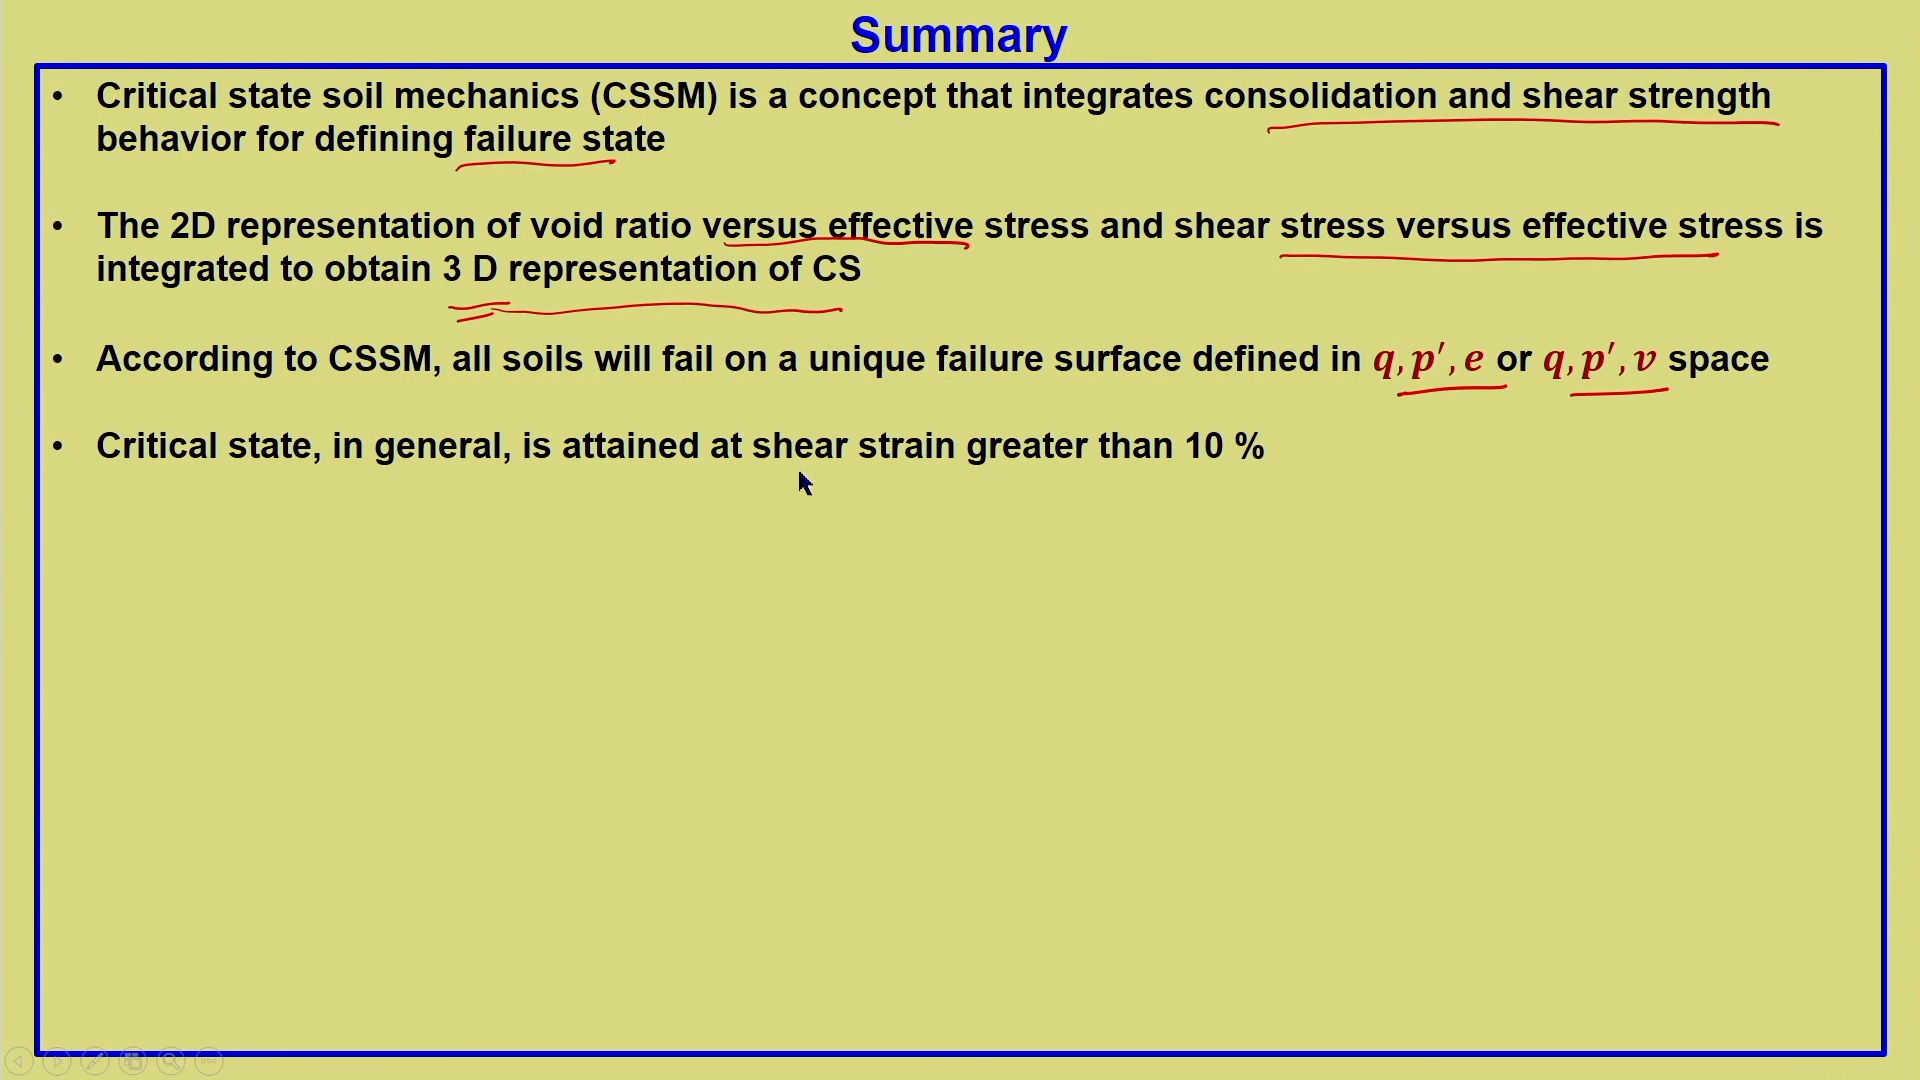 Summary
• Critical state soil mechanics (CSSM) is a concept that integrates consolidation and shear strength
behavior for defining failure state
• The 2D representation of void ratio versus effective stress and shear stress versus effective stress is
integrated to obtain 3 D representation of CS
• According to CSSM, all soils will fail on a unique failure surface defined in q, p′, e or q, p′, v space
• Critical state, in general, is attained at shear strain greater than 10 %